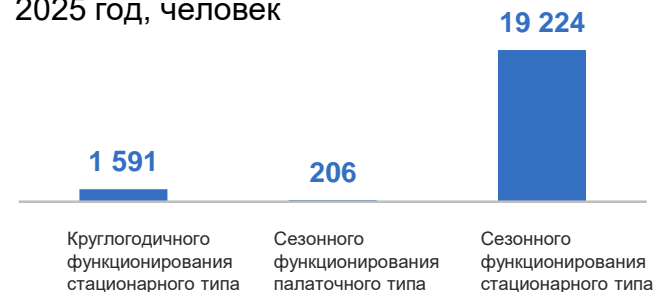 2025 год, человек
19 224
1 591
206
Круглогодичного
функционирования
стационарного типа
Сезонного
функционирования
палаточного типа
Сезонного
функционирования
стационарного типа